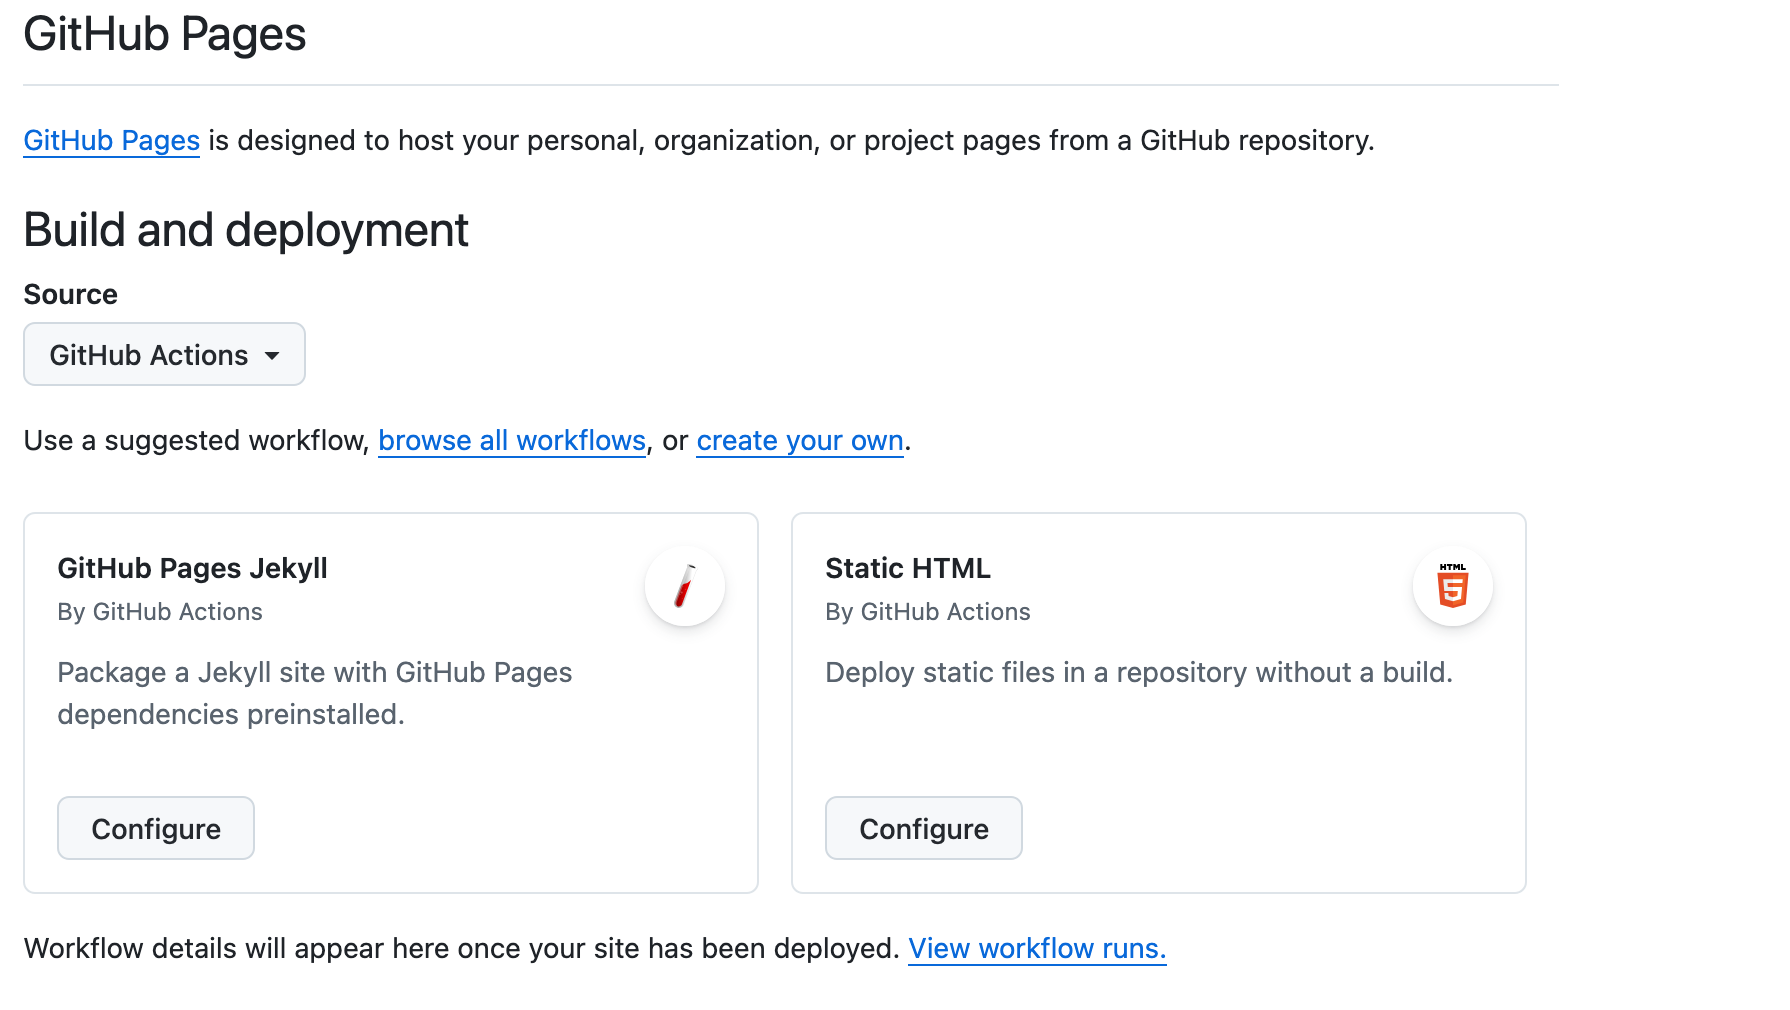 GitHub Pages
GitHub Pages is designed to host your personal, organization, or project pages from a GitHub repository.
Build and deployment
Source
GitHub Actions
Use a suggested workflow, browse all workflows, or create your own.
GitHub Pages Jekyll
By GitHub Actions
Package a Jekyll site with GitHub Pages
dependencies preinstalled.
Configure
Static HTML
By GitHub Actions
HTML
5
Deploy static files in a repository without a build.
Configure
Workflow details will appear here once your site has been deployed. View workflow runs.